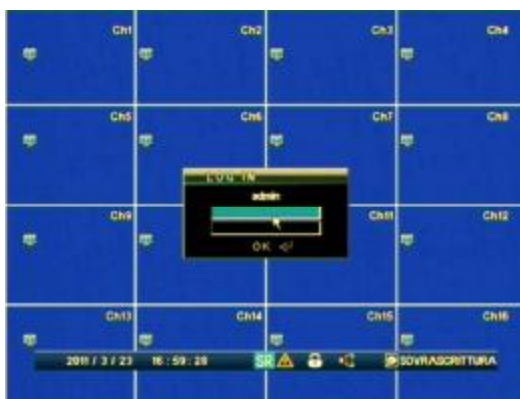 Ch1 Ch2 Ch3 Ch4
Ch5 Ch6 Ch7 Ch8
LOG IN
admin
Ch9 Ch11 Ch12
OK
Ch13 Ch14 Ch15 Ch16
2011 / 3 / 23 16 : 59 : 28 SR SOVRASCRITTURA